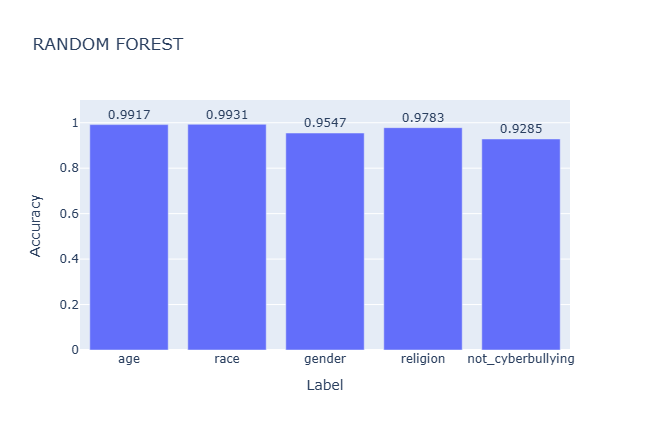 RANDOM FOREST
0.9917
0.9931
0.9547
0.9783
0.9285
1
0.8
0.6
0.4
0.2
0
Accuracy
age
race
gender
religion
not_cyberbullying
Label